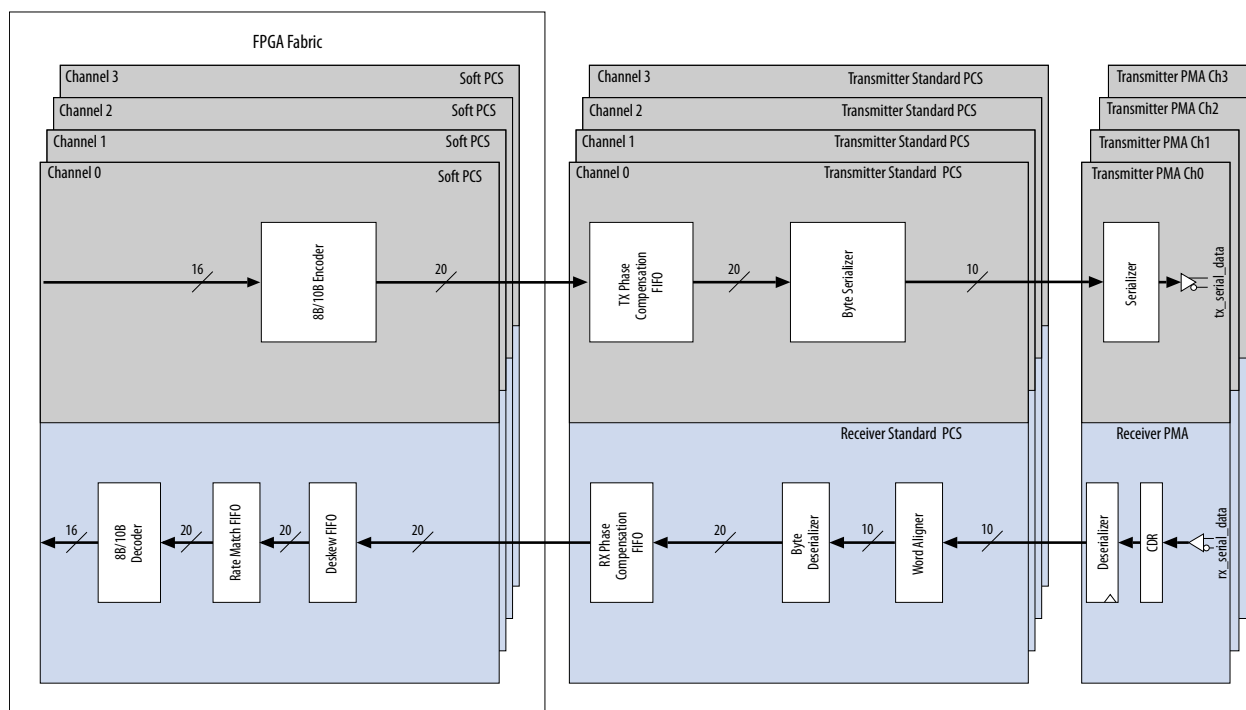 FPGA Fabric
Channel 3
Soft PCS
Channel 2
Soft PCS
Channel 1
Soft PCS
Channel 0
Soft PCS
16
8B/10B Encoder
20
Channel 3
Transmitter Standard PCS
Channel 2
Transmitter Standard PCS
Channel 1
Transmitter Standard PCS
Channel 0
Transmitter Standard PCS
TX Phase
Compensation
FIFO
20
Byte Serializer
10
Transmitter PMA Ch3
Transmitter PMA Ch2
Transmitter PMA Ch1
Transmitter PMA Ch0
Serializer
tx_serial_data
16
8B/10B
Decoder
20
Rate Match FIFO
20
Deskew FIFO
20
Receiver Standard PCS
RX Phase
Compensation
FIFO
20
Byte
Deserializer
10
Word Aligner
10
Receiver PMA
Deserializer
CDR
rx_serial_data